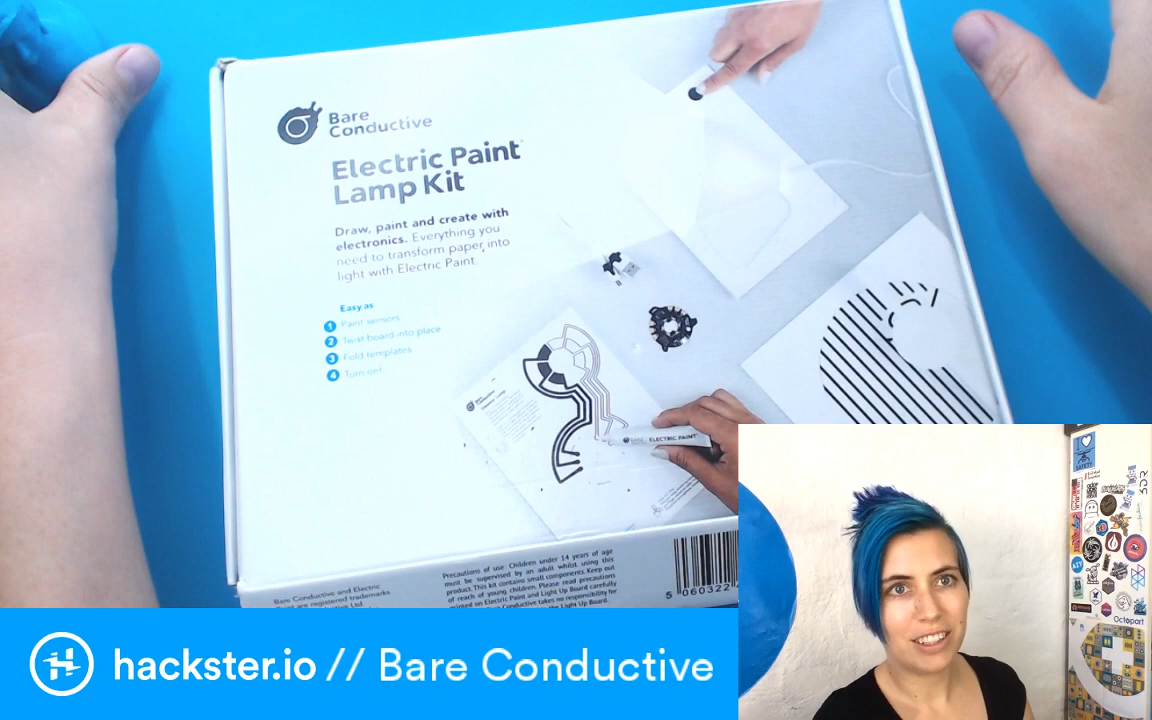 Bare
Conductive
Electric Paint
Lamp Kit
Draw, paint and create with
electronics. Everything you
need to transform paper into
light with Electric Paint.
Easy as
1 Paint sensors
2 Twist board into place
3 Fold templates
4 Turn on!
BARE ELECTRIC PAINT
Bare Conductive and Electric
Paint are registered trademarks
Precautions of use Children under 14 years of age
must be supervised by an adult whilst using this
product. This kit contains small components. Keep out
of reach of young children. Please read precautions
printed on Electric Paint and Light Up Board carefully
Conductive takes no responsibility for
the Light Up Board.
5 060322
I
SAFETY
Octopart
hackster.io // Bare Conductive